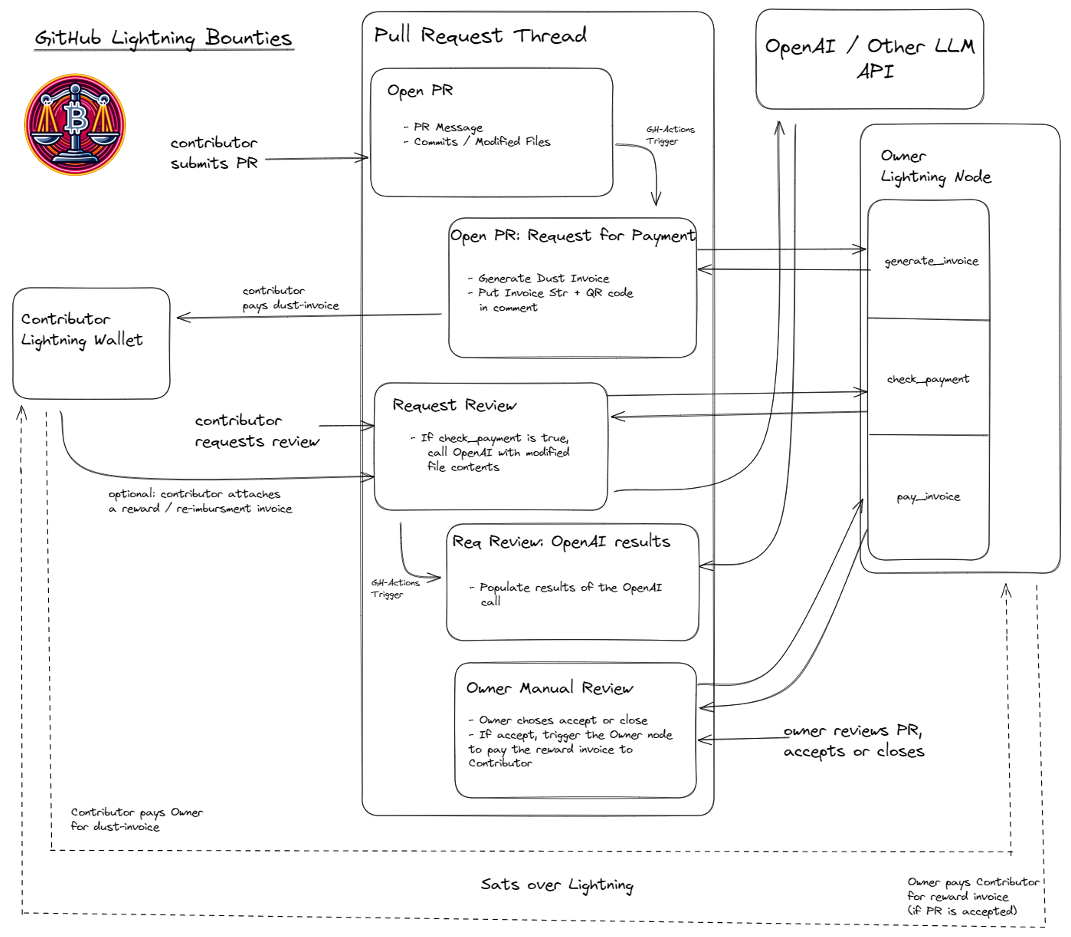 GitHub Lightning Bounties
Pull Request Thread
OpenAI / Other LLM
API
Open PR
- PR Message
- Commits / Modified Files
contributor
submits PR
GH-Actions
Trigger
Owner
Lightning Node
Open PR: Request for Payment
- Generate Dust Invoice
- Put Invoice Str + QR code
in comment
generate_invoice
contributor
pays dust-invoice
Contributor
Lightning Wallet
check_payment
Request Review
- If check_payment is true,
call OpenAI with modified
file contents
contributor
requests review
optional: contributor attaches
a reward / re-imbursment invoice
pay_invoice
Req Review: OpenAI results
- Populate results of the OpenAI
call
GH-Actions
Trigger
Owner Manual Review
- Owner choses accept or close
- If accept, trigger the Owner node
to pay the reward invoice to
Contributor
owner reviews PR,
accepts or closes
Contributor pays Owner
for dust-invoice
Sats over Lightning
Owner pays Contributor
for reward invoice
(if PR is accepted)